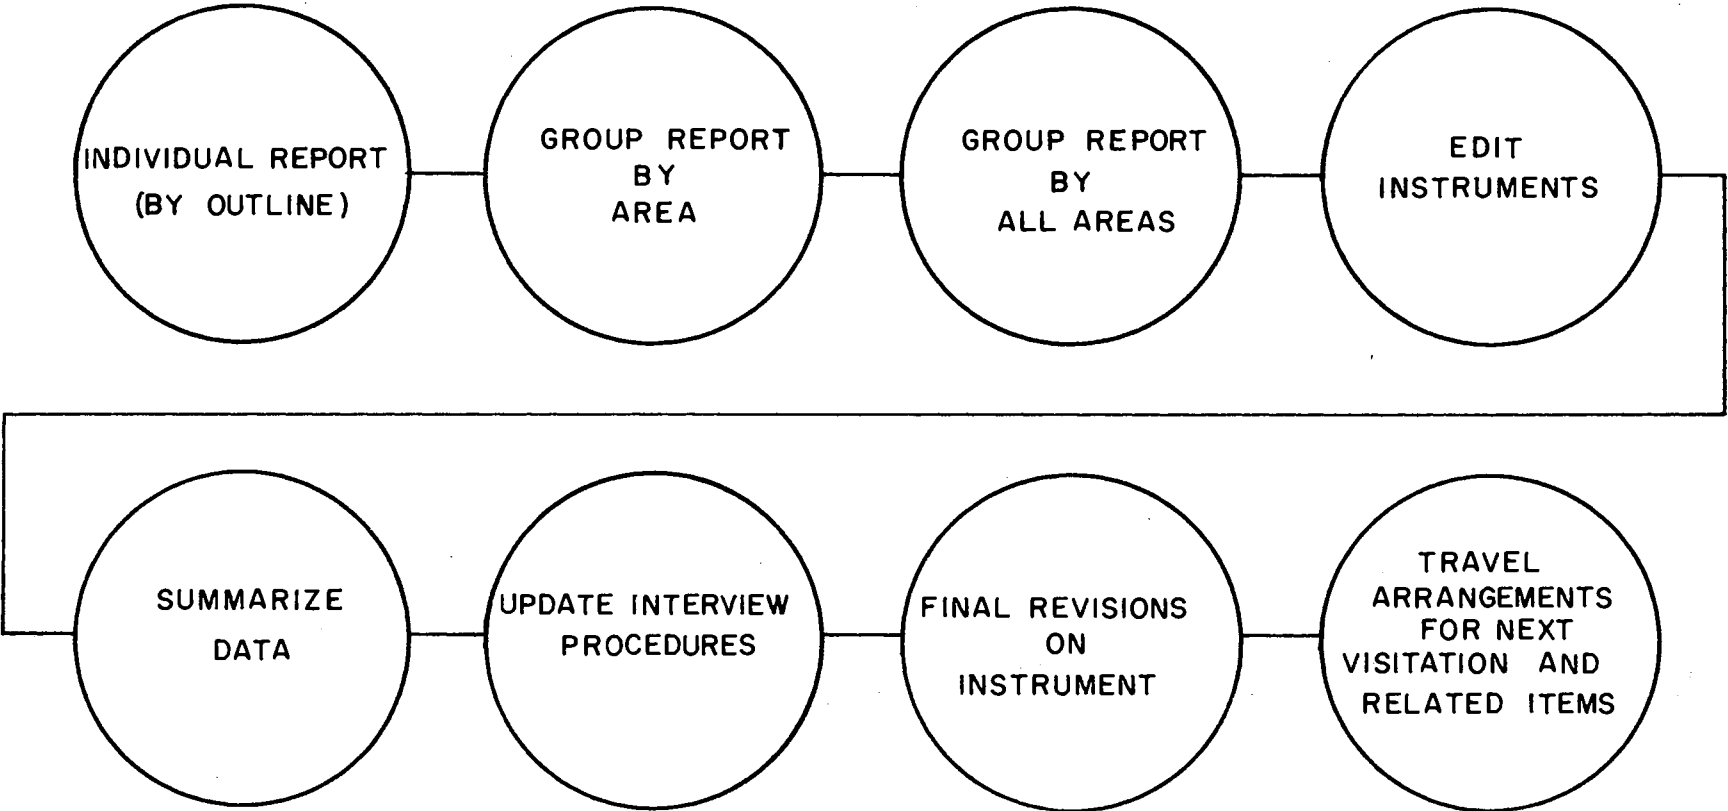 INDIVIDUAL REPORT
(BY OUTLINE)
GROUP REPORT
BY
AREA
GROUP REPORT
BY
ALL AREAS
EDIT
INSTRUMENTS
SUMMARIZE
DATA
UPDATE INTERVIEW
PROCEDURES
FINAL REVISIONS
ON
INSTRUMENT
TRAVEL
ARRANGEMENTS
FOR NEXT
VISITATION AND
RELATED ITEMS